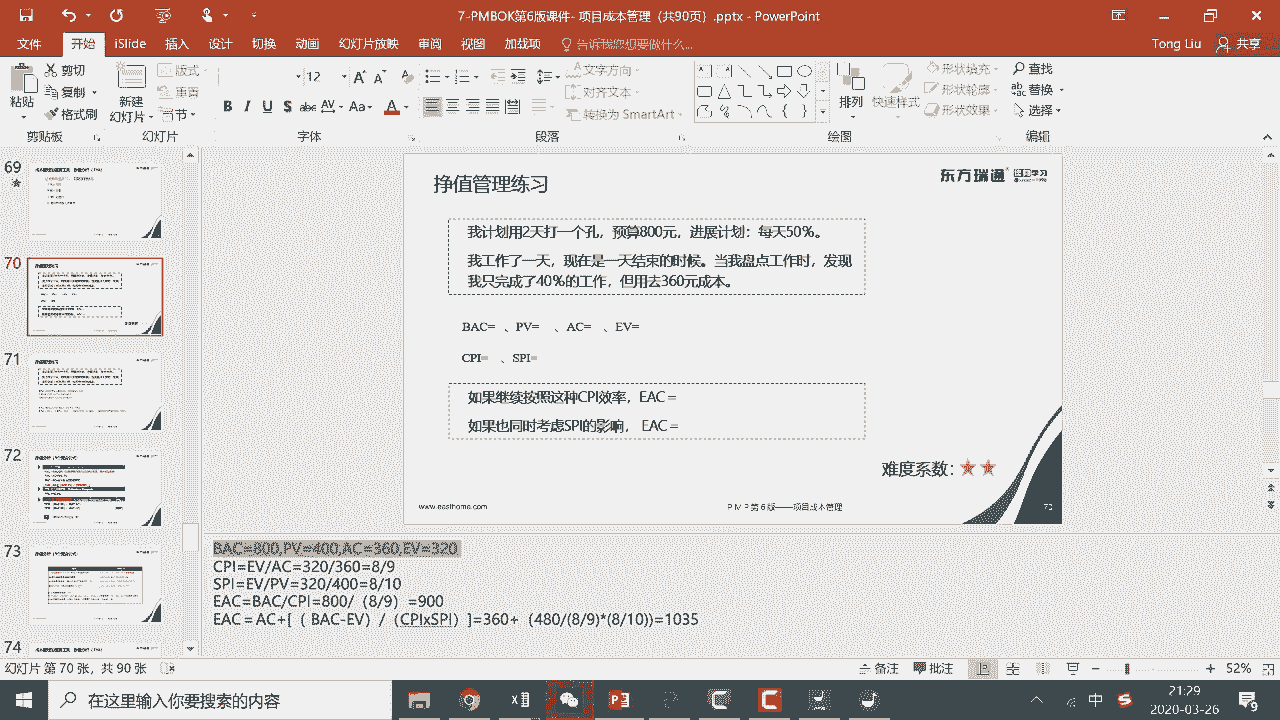 7-PMBOK第6版课件- 项目成本管理（共90页）.pptx - PowerPoint
文件 开始 iSlide 插入 设计 切换 动画 幻灯片放映 审阅 视图 加载项 告诉我您想要做什么... Tong Liu 共享
粘贴 剪切 复制 格式刷 新建 幻灯片 版式 重置 节 12 文字方向 对齐文本 转换为 SmartArt 排列 快速样式 形状填充 形状轮廓 形状效果 查找 替换 选择
剪贴板 幻灯片 字体 段落 绘图 编辑
69
70
71
72
73
74
挣值管理练习
东方瑞通
我计划用2天打一个孔，预算800元，进展计划：每天50%。
我工作了一天，现在是一天结束的时候。当我盘点工作时，发现
我只完成了40%的工作，但用去360元成本。
BAC= 、PV= 、AC= 、EV=
CPI= 、SPI=
如果继续按照这种CPI效率，EAC＝
如果也同时考虑SPI的影响， EAC＝
难度系数：
www.easthome.com
PMP第6版——项目成本管理
70
BAC=800,PV=400,AC=360,EV=320
CPI=EV/AC=320/360=8/9
SPI=EV/PV=320/400=8/10
EAC=BAC/CPI=800/（8/9）=900
EAC＝AC+[（ BAC-EV）/（CPIxSPI）]=360+（480/(8/9)*(8/10))=1035
幻灯片 第 70 张，共 90 张 备注 批注 52%
在这里输入你要搜索的内容
中
21:29
2020-03-26